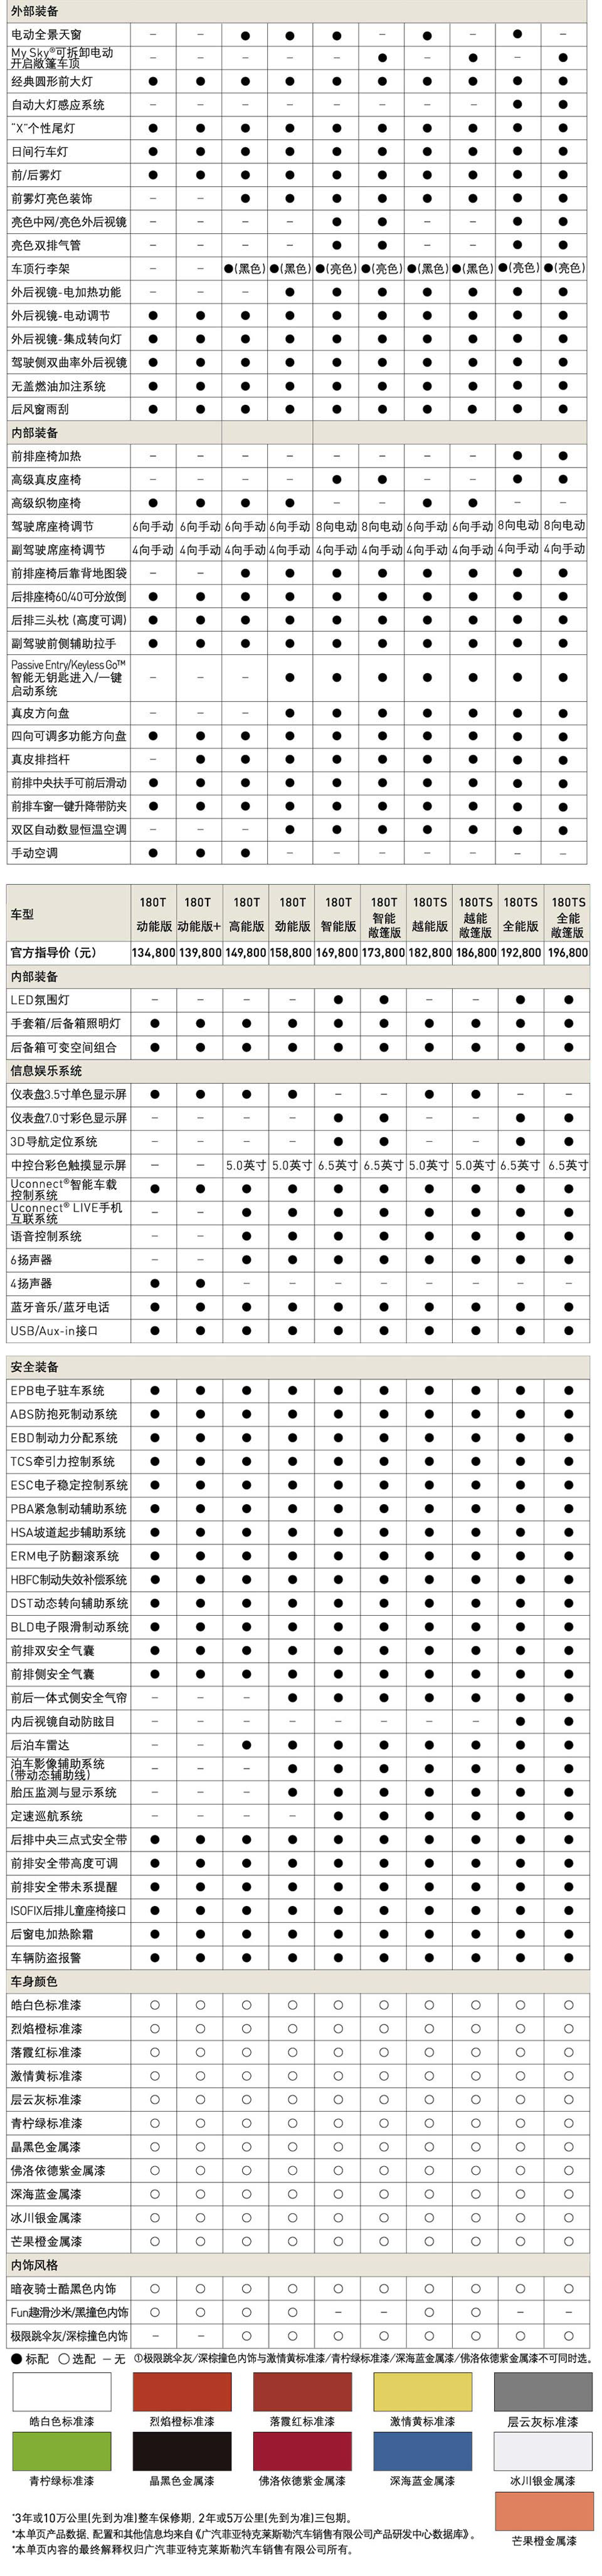 外部装备
电动全景天窗 – – ● ● ● – ● – ● –
My Sky®可拆卸电动
开启敞篷车顶 – – – – – ● – ● – ●
经典圆形前大灯 ● ● ● ● ● ● ● ● ● ●
自动大灯感应系统 – – – – – – – – ● ●
"X"个性尾灯 ● ● ● ● ● ● ● ● ● ●
日间行车灯 ● ● ● ● ● ● ● ● ● ●
前/后雾灯 ● ● ● ● ● ● ● ● ● ●
前雾灯亮色装饰 – – ● ● ● ● ● ● ● ●
亮色中网/亮色外后视镜 – – – – ● ● – – ● ●
亮色双排气管 – – – – ● ● – – ● ●
车顶行李架 – – ●(黑色) ●(黑色) ●(亮色) ●(亮色) ●(黑色) ●(黑色) ●(亮色) ●(亮色)
外后视镜-电加热功能 – – – ● ● ● ● ● ● ●
外后视镜-电动调节 ● ● ● ● ● ● ● ● ● ●
外后视镜-集成转向灯 ● ● ● ● ● ● ● ● ● ●
驾驶侧双曲率外后视镜 ● ● ● ● ● ● ● ● ● ●
无盖燃油加注系统 ● ● ● ● ● ● ● ● ● ●
后风窗雨刮 ● ● ● ● ● ● ● ● ● ●
内部装备
前排座椅加热 – – – – – – – – ● ●
高级真皮座椅 – – – – ● ● – – ● ●
高级织物座椅 ● ● ● ● – – ● ● – –
驾驶席座椅调节 6向手动 6向手动 6向手动 6向手动 8向电动 8向电动 6向手动 6向手动 8向电动 8向电动
副驾驶席座椅调节 4向手动 4向手动 4向手动 4向手动 4向手动 4向手动 4向手动 4向手动 4向手动 4向手动
前排座椅后靠背地图袋 – – ● ● ● ● ● ● ● ●
后排座椅60/40可分放倒 ● ● ● ● ● ● ● ● ● ●
后排三头枕 (高度可调) ● ● ● ● ● ● ● ● ● ●
副驾驶前侧辅助拉手 ● ● ● ● ● ● ● ● ● ●
Passive Entry/Keyless Go™
智能无钥匙进入/一键
启动系统 – – – ● ● ● ● ● ● ●
真皮方向盘 – – – ● ● ● ● ● ● ●
四向可调多功能方向盘 ● ● ● ● ● ● ● ● ● ●
真皮排挡杆 – ● ● ● ● ● ● ● ● ●
前排中央扶手可前后滑动 ● ● ● ● ● ● ● ● ● ●
前排车窗一键升降带防夹 ● ● ● ● ● ● ● ● ● ●
双区自动数显恒温空调 – – – ● ● ● ● ● ● ●
手动空调 ● ● ● – – – – – – –
车型 180T 动能版 180T 动能版+ 180T 高能版 180T 劲能版 180T 智能版 180T 智能敞篷版 180TS 越能版 180TS 越能敞篷版 180TS 全能版 180TS 全能敞篷版
官方指导价 (元) 134,800 139,800 149,800 158,800 169,800 173,800 182,800 186,800 192,800 196,800
内部装备
LED氛围灯 – – – – ● ● – – ● ●
手套箱/后备箱照明灯 ● ● ● ● ● ● ● ● ● ●
后备箱可变空间组合 ● ● ● ● ● ● ● ● ● ●
信息娱乐系统
仪表盘3.5寸单色显示屏 ● ● ● ● – – ● ● – –
仪表盘7.0寸彩色显示屏 – – – – ● ● – – ● ●
3D导航定位系统 – – – – ● ● – – ● ●
中控台彩色触摸显示屏 – – 5.0英寸 5.0英寸 6.5英寸 6.5英寸 5.0英寸 5.0英寸 6.5英寸 6.5英寸
Uconnect®智能车载
控制系统 ● ● ● ● ● ● ● ● ● ●
Uconnect® LIVE手机
互联系统 – – ● ● ● ● ● ● ● ●
语音控制系统 – – ● ● ● ● ● ● ● ●
6扬声器 – – ● ● ● ● ● ● ● ●
4扬声器 ● ● – – – – – – – –
蓝牙音乐/蓝牙电话 ● ● ● ● ● ● ● ● ● ●
USB/Aux-in接口 ● ● ● ● ● ● ● ● ● ●
安全装备
EPB电子驻车系统 ● ● ● ● ● ● ● ● ● ●
ABS防抱死制动系统 ● ● ● ● ● ● ● ● ● ●
EBD制动力分配系统 ● ● ● ● ● ● ● ● ● ●
TCS牵引力控制系统 ● ● ● ● ● ● ● ● ● ●
ESC电子稳定控制系统 ● ● ● ● ● ● ● ● ● ●
PBA紧急制动辅助系统 ● ● ● ● ● ● ● ● ● ●
HSA坡道起步辅助系统 ● ● ● ● ● ● ● ● ● ●
ERM电子防翻滚系统 ● ● ● ● ● ● ● ● ● ●
HBFC制动失效补偿系统 ● ● ● ● ● ● ● ● ● ●
DST动态转向辅助系统 ● ● ● ● ● ● ● ● ● ●
BLD电子限滑制动系统 ● ● ● ● ● ● ● ● ● ●
前排双安全气囊 ● ● ● ● ● ● ● ● ● ●
前排侧安全气囊 ● ● ● ● ● ● ● ● ● ●
前后一体式侧安全气帘 – – – ● ● ● ● ● ● ●
内后视镜自动防眩目 – – – – – – – – ● ●
后泊车雷达 – – ● ● ● ● ● ● ● ●
泊车影像辅助系统
(带动态辅助线) – – – ● ● ● ● ● ● ●
胎压监测与显示系统 – – – ● ● ● ● ● ● ●
定速巡航系统 – – – – ● ● ● ● ● ●
后排中央三点式安全带 ● ● ● ● ● ● ● ● ● ●
前排安全带高度可调 ● ● ● ● ● ● ● ● ● ●
前排安全带未系提醒 ● ● ● ● ● ● ● ● ● ●
ISOFIX后排儿童座椅接口 ● ● ● ● ● ● ● ● ● ●
后窗电加热除霜 ● ● ● ● ● ● ● ● ● ●
车辆防盗报警 ● ● ● ● ● ● ● ● ● ●
车身颜色
皓白色标准漆 ○ ○ ○ ○ ○ ○ ○ ○ ○ ○
烈焰橙标准漆 ○ ○ ○ ○ ○ ○ ○ ○ ○ ○
落霞红标准漆 ○ ○ ○ ○ ○ ○ ○ ○ ○ ○
激情黄标准漆 ○ ○ ○ ○ ○ ○ ○ ○ ○ ○
层云灰标准漆 ○ ○ ○ ○ ○ ○ ○ ○ ○ ○
青柠绿标准漆 ○ ○ ○ ○ ○ ○ ○ ○ ○ ○
晶黑色金属漆 ○ ○ ○ ○ ○ ○ ○ ○ ○ ○
佛洛依德紫金属漆 ○ ○ ○ ○ ○ ○ ○ ○ ○ ○
深海蓝金属漆 ○ ○ ○ ○ ○ ○ ○ ○ ○ ○
冰川银金属漆 ○ ○ ○ ○ ○ ○ ○ ○ ○ ○
芒果橙金属漆 ○ ○ ○ ○ ○ ○ ○ ○ ○ ○
内饰风格
暗夜骑士酷黑色内饰 ○ ○ ○ ○ ○ ○ ○ ○ ○ ○
Fun趣滑沙米/黑撞色内饰 ○ ○ ○ ○ – – ○ ○ – –
极限跳伞灰/深棕撞色内饰 – – ○ ○ ○ ○ ○ ○ ○ ○
● 标配 ○ 选配 – 无 ①极限跳伞灰/深棕撞色内饰与激情黄标准漆/青柠绿标准漆/深海蓝金属漆/佛洛依德紫金属漆不可同时选。
皓白色标准漆 烈焰橙标准漆 落霞红标准漆 激情黄标准漆 层云灰标准漆
青柠绿标准漆 晶黑色金属漆 佛洛依德紫金属漆 深海蓝金属漆 冰川银金属漆
芒果橙金属漆
*3年或10万公里(先到为准)整车保修期，2年或5万公里(先到为准)三包期。
*本单页产品数据、配置和其他信息均来自《广汽菲亚特克莱斯勒汽车销售有限公司产品研发中心数据库》。
*本单页内容的最终解释权归广汽菲亚特克莱斯勒汽车销售有限公司所有。